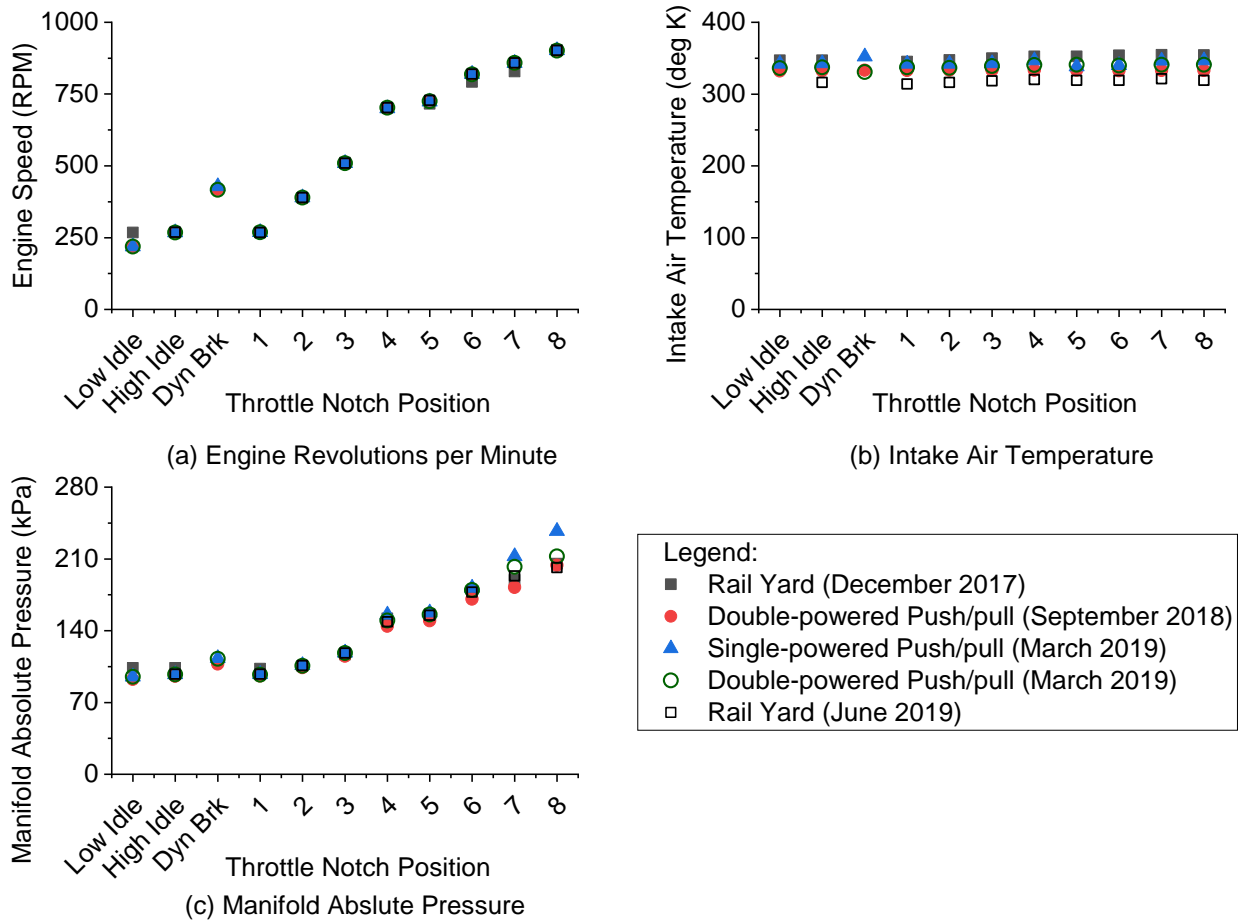 1000
750
500
250
0
Engine Speed (RPM)
Low Idle
High Idle
Dyn Brk
1
2
3
4
5
6
7
8
Throttle Notch Position
(a) Engine Revolutions per Minute
400
300
200
100
0
Intake Air Temperature (deg K)
Low Idle
High Idle
Dyn Brk
1
2
3
4
5
6
7
8
Throttle Notch Position
(b) Intake Air Temperature
280
210
140
70
0
Manifold Absolute Pressure (kPa)
Low Idle
High Idle
Dyn Brk
1
2
3
4
5
6
7
8
Throttle Notch Position
(c) Manifold Abslute Pressure
Legend:
Rail Yard (December 2017)
Double-powered Push/pull (September 2018)
Single-powered Push/pull (March 2019)
Double-powered Push/pull (March 2019)
Rail Yard (June 2019)